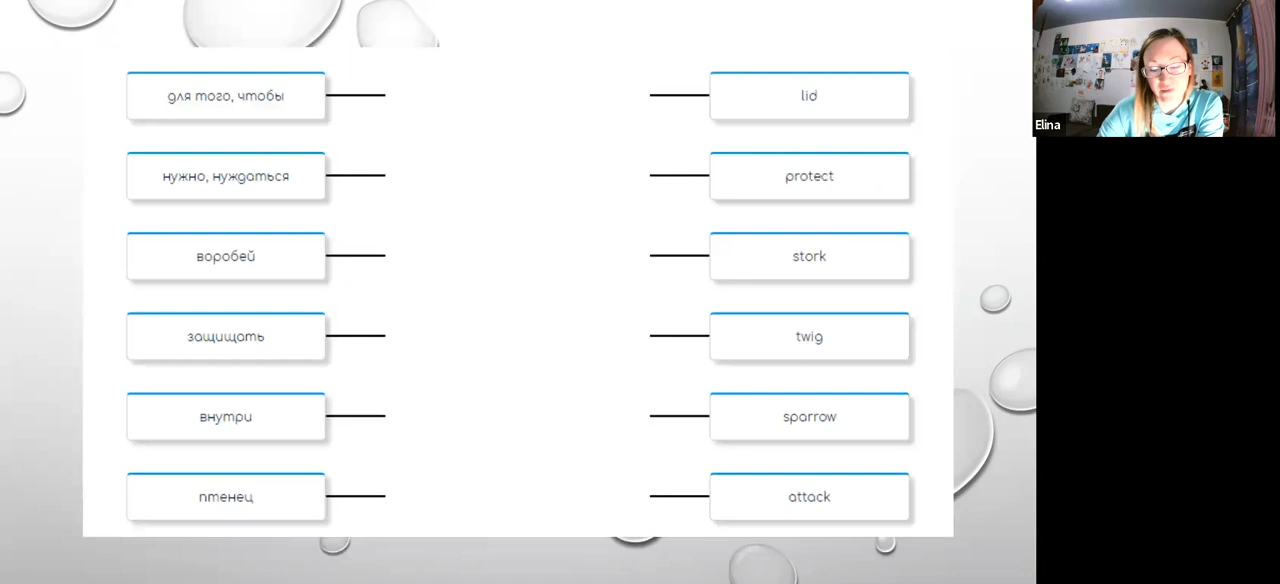 для того, чтобы
lid
нужно, нуждаться
protect
воробей
stork
защищать
twig
внутри
sparrow
птенец
attack
Elina